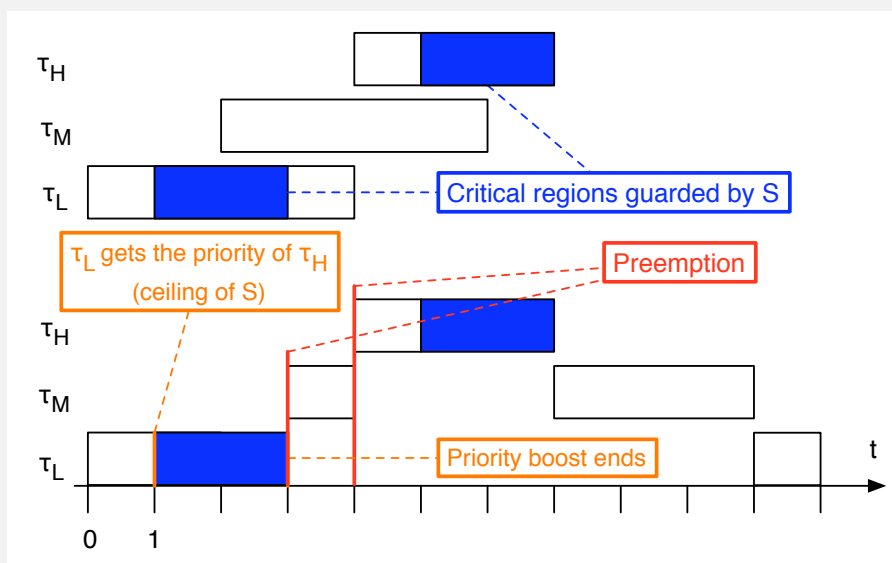 τH
τM
τL
Critical regions guarded by S
τL gets the priority of τH
(ceiling of S)
Preemption
τH
τM
τL
Priority boost ends
t
0 1